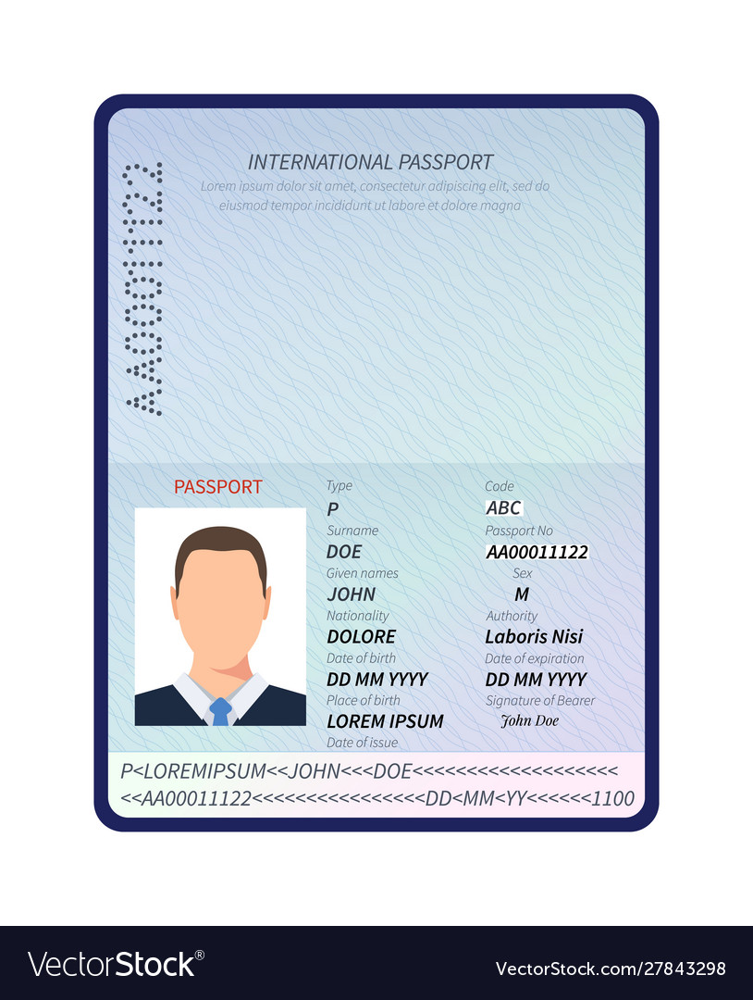 INTERNATIONAL PASSPORT
Lorem ipsum dolor sit amet, consectetur adipiscing elit, sed do
eiusmod tempor incididunt ut labore et dolore magna
AA00011122
PASSPORT
Type
Code
P
ABC
Surname
Passport No
DOE
AA00011122
Given names
Sex
JOHN
M
Nationality
Authority
DOLORE
Laboris Nisi
Date of birth
Date of expiration
DD MM YYYY
DD MM YYYY
Place of birth
Signature of Bearer
LOREM IPSUM
John Doe
Date of issue
P<LOREMIPSUM<<JOHN<<<DOE<<<<<<<<<<<<<<<<<<<
<<AA00011122<<<<<<<<<<<<<<<<DD<MM<YY<<<<<<1100
VectorStock®
VectorStock.com/27843298